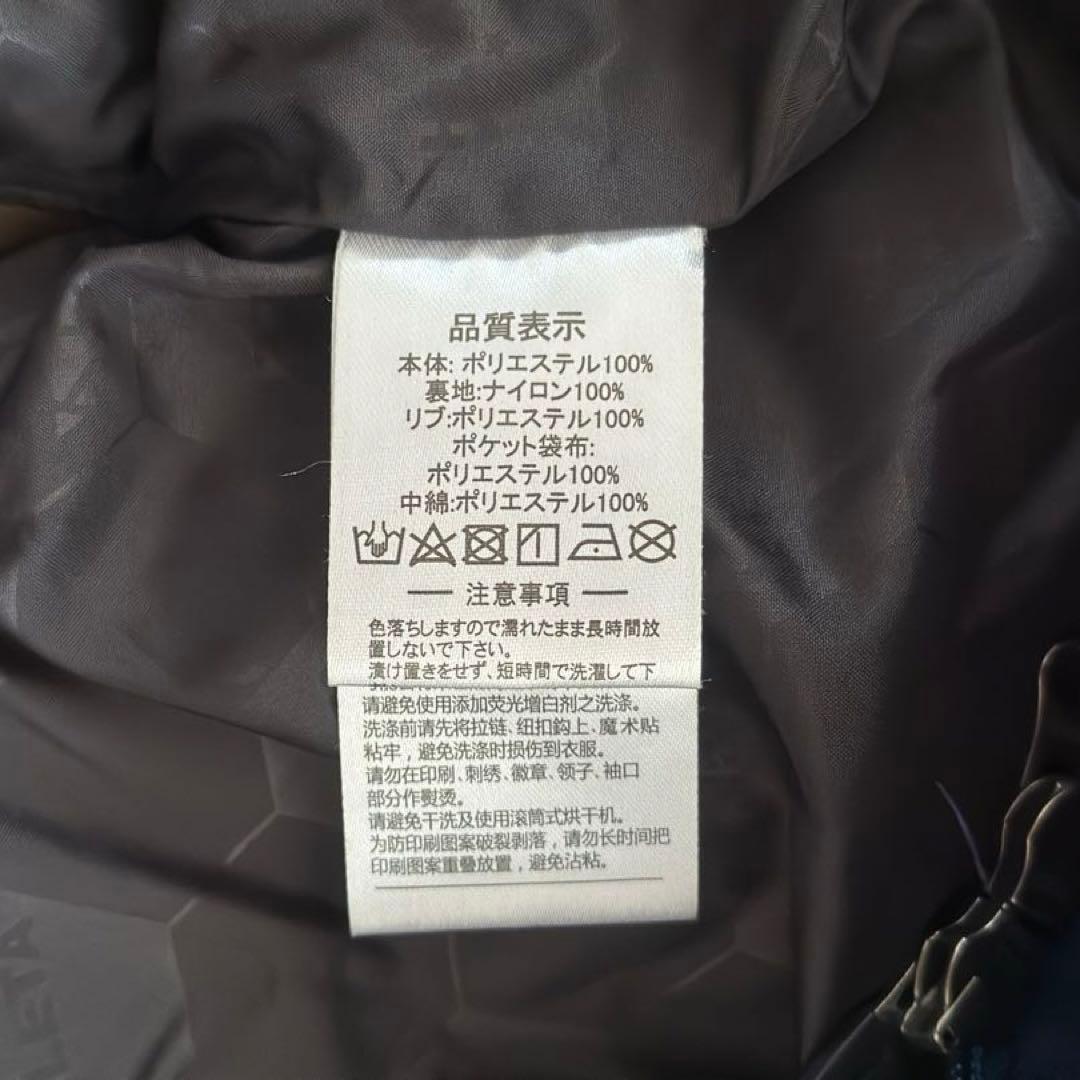 品質表示
本体: ポリエステル100%
裏地:ナイロン100%
リブ:ポリエステル100%
ポケット袋布:
ポリエステル100%
中綿:ポリエステル100%
注意事項
色落ちしますので濡れたまま長時間放
置しないで下さい。
漬け置きをせず、短時間で洗濯して下
请避免使用添加荧光增白剂之洗涤。
洗涤前请先将拉链、纽扣鈎上、魔术贴
粘牢，避免洗涤时损伤到衣服。
请勿在印刷、刺绣、徽章、领子、袖口
部分作熨烫。
请避免干洗及使用滚筒式烘干机。
为防印刷图案破裂剥落，请勿长时间把
印刷图案重叠放置，避免沾粘。